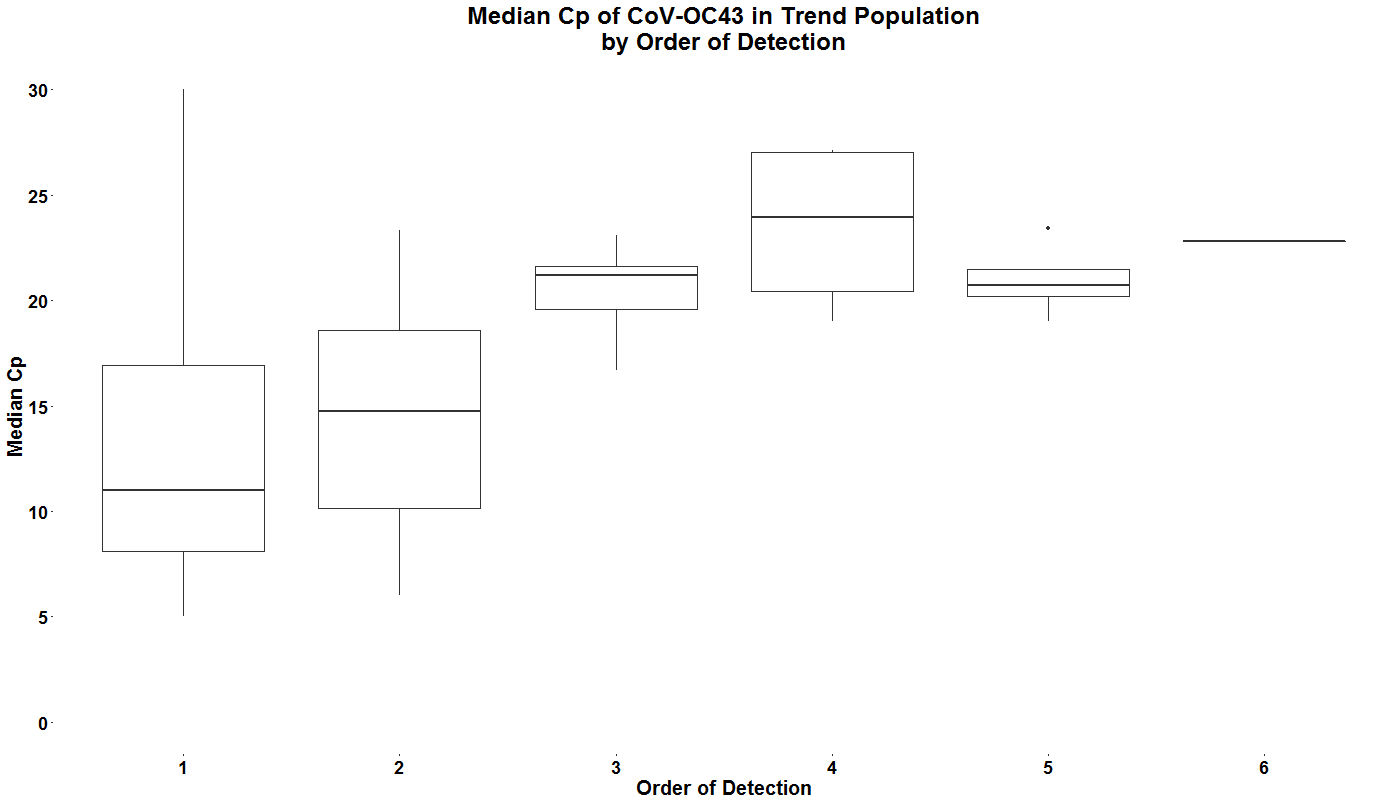 Median Cp of CoV-OC43 in Trend Population
by Order of Detection
30
25
20
15
10
5
0
Median Cp
1 2 3 4 5 6
Order of Detection